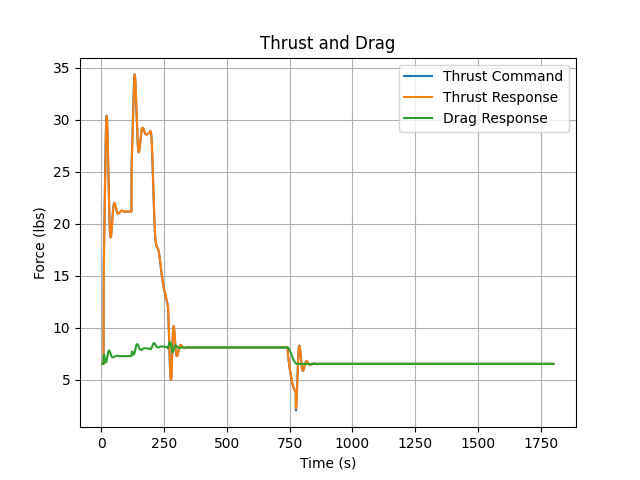 Thrust and Drag
Thrust Command
Thrust Response
Drag Response
Force (lbs)
35
30
25
20
15
10
5
0 250 500 750 1000 1250 1500 1750
Time (s)